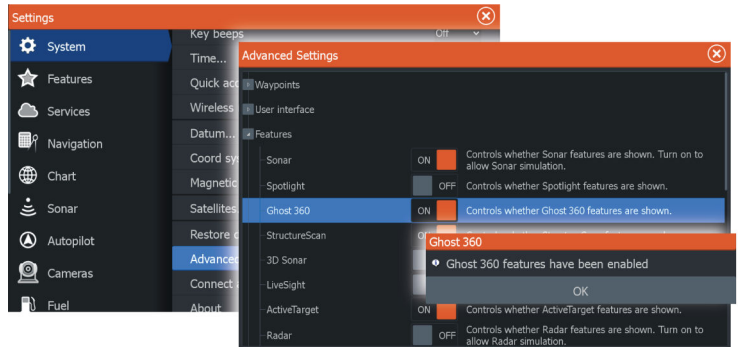 Settings
System
Features
Services
Navigation
Chart
Sonar
Autopilot
Cameras
Fuel
Key beeps
Off
Time...
Quick acc
Wireless
Datum...
Coord sy
Magnetic
Satellites
Restore d
Advanced
Connect
About
Advanced Settings
Waypoints
User interface
Features
Sonar
ON
Controls whether Sonar features are shown. Turn on to
allow Sonar simulation.
Spotlight
OFF
Controls whether Spotlight features are shown.
Ghost 360
ON
Controls whether Ghost 360 features are shown.
StructureScan
3D Sonar
LiveSight
ActiveTarget
ON
Controls whether ActiveTarget features are shown.
Radar
OFF
Controls whether Radar features are shown. Turn on to
allow Radar simulation.
Ghost 360
Ghost 360 features have been enabled
OK